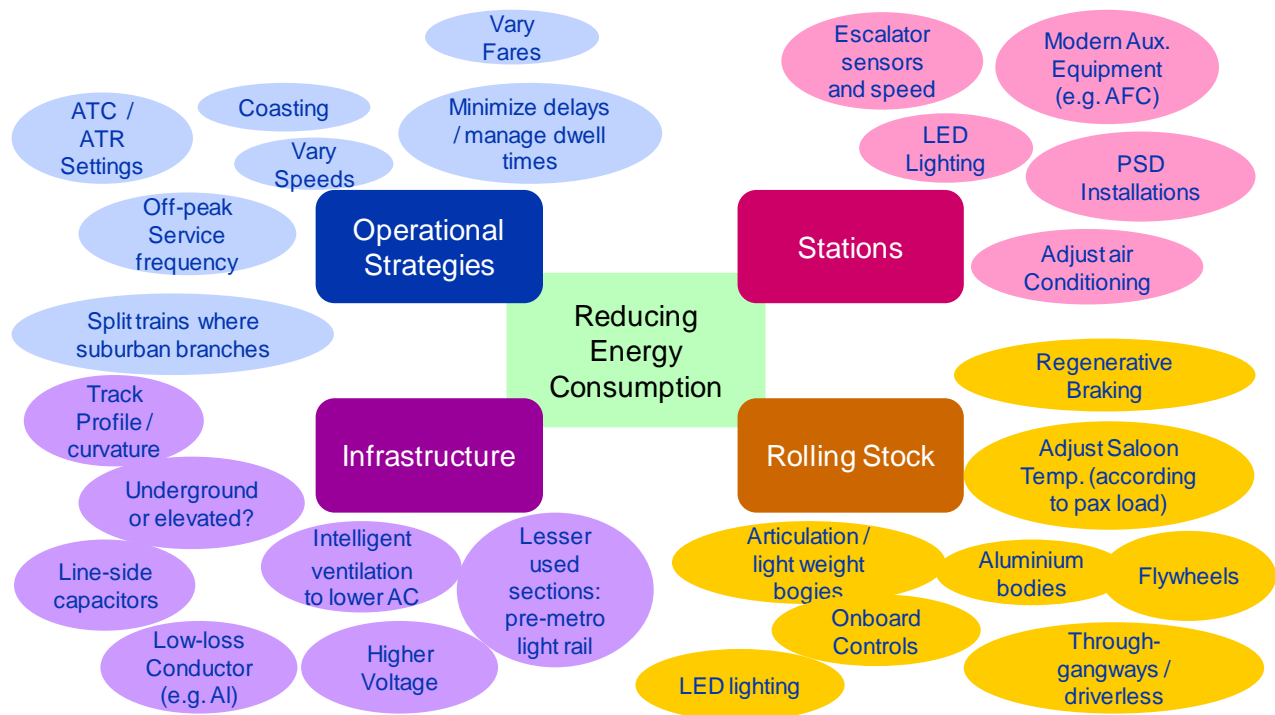 Vary
Fares
Coasting
Minimize delays
/ manage dwell
times
ATC / 
ATR
Settings
Vary
Speeds
Off-peak
Service
frequency
Split trains where
suburban branches
Operational
Strategies
Escalator
sensors
and speed
Modern Aux.
Equipment
(e.g. AFC)
LED
Lighting
PSD
Installations
Adjust air
Conditioning
Stations
Reducing
Energy
Consumption
Infrastructure
Track
Profile /
curvature
Underground
or elevated?
Line-side
capacitors
Intelligent
ventilation
to lower AC
Lesser
used
sections:
pre-metro
light rail
Low-loss
Conductor
(e.g. Al)
Higher
Voltage
Rolling Stock
Regenerative
Braking
Adjust Saloon
Temp. (according
to pax load)
Articulation /
light weight
bogies
Aluminium
bodies
Flywheels
Onboard
Controls
Through-
gangways /
driverless
LED lighting